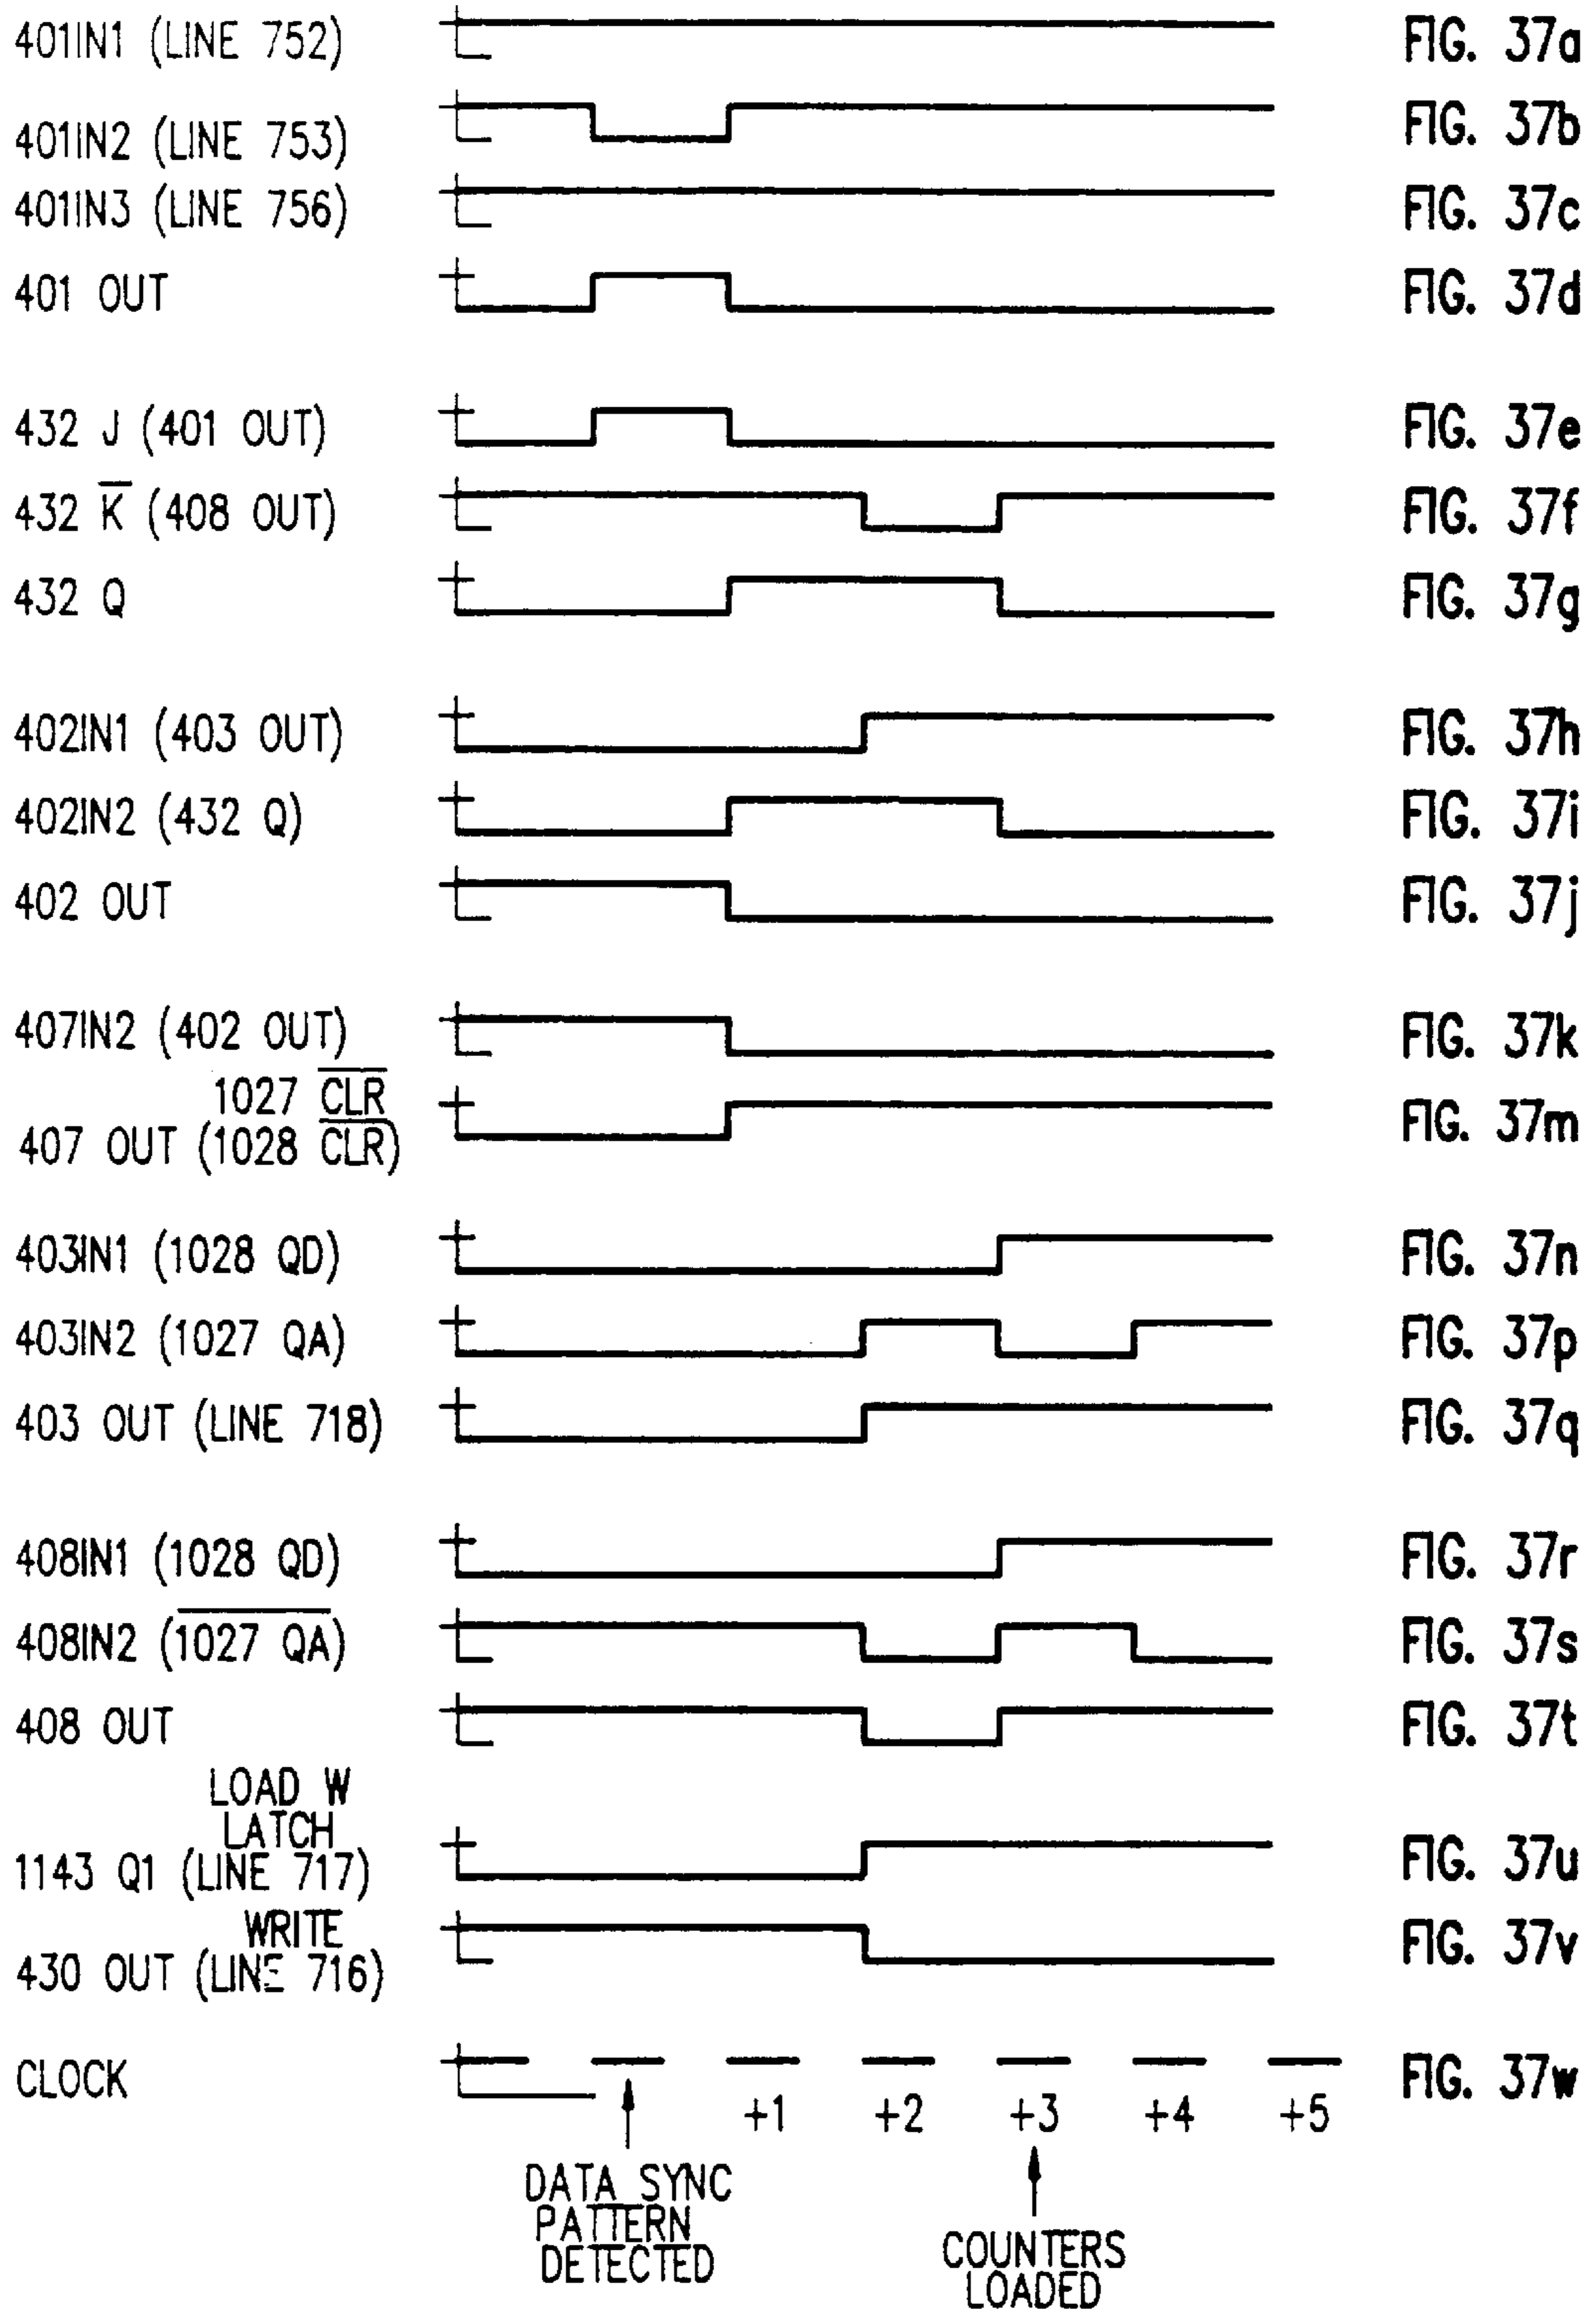 401IN1 (LINE 752) FIG. 37a
401IN2 (LINE 753) FIG. 37b
401IN3 (LINE 756) FIG. 37c
401 OUT FIG. 37d
432 J (401 OUT) FIG. 37e
432 K̅ (408 OUT) FIG. 37f
432 Q FIG. 37g
402IN1 (403 OUT) FIG. 37h
402IN2 (432 Q) FIG. 37i
402 OUT FIG. 37j
407IN2 (402 OUT) FIG. 37k
1027 C̅L̅R̅
407 OUT (1028 C̅L̅R̅) FIG. 37m
403IN1 (1028 QD) FIG. 37n
403IN2 (1027 QA) FIG. 37p
403 OUT (LINE 718) FIG. 37q
408IN1 (1028 QD) FIG. 37r
408IN2 (1̅0̅2̅7̅ ̅Q̅A̅) FIG. 37s
408 OUT FIG. 37t
LOAD W
LATCH
1143 Q1 (LINE 717) FIG. 37u
WRITE
430 OUT (LINE 716) FIG. 37v
CLOCK FIG. 37w
+1 +2 +3 +4 +5
DATA SYNC
PATTERN
DETECTED
COUNTERS
LOADED